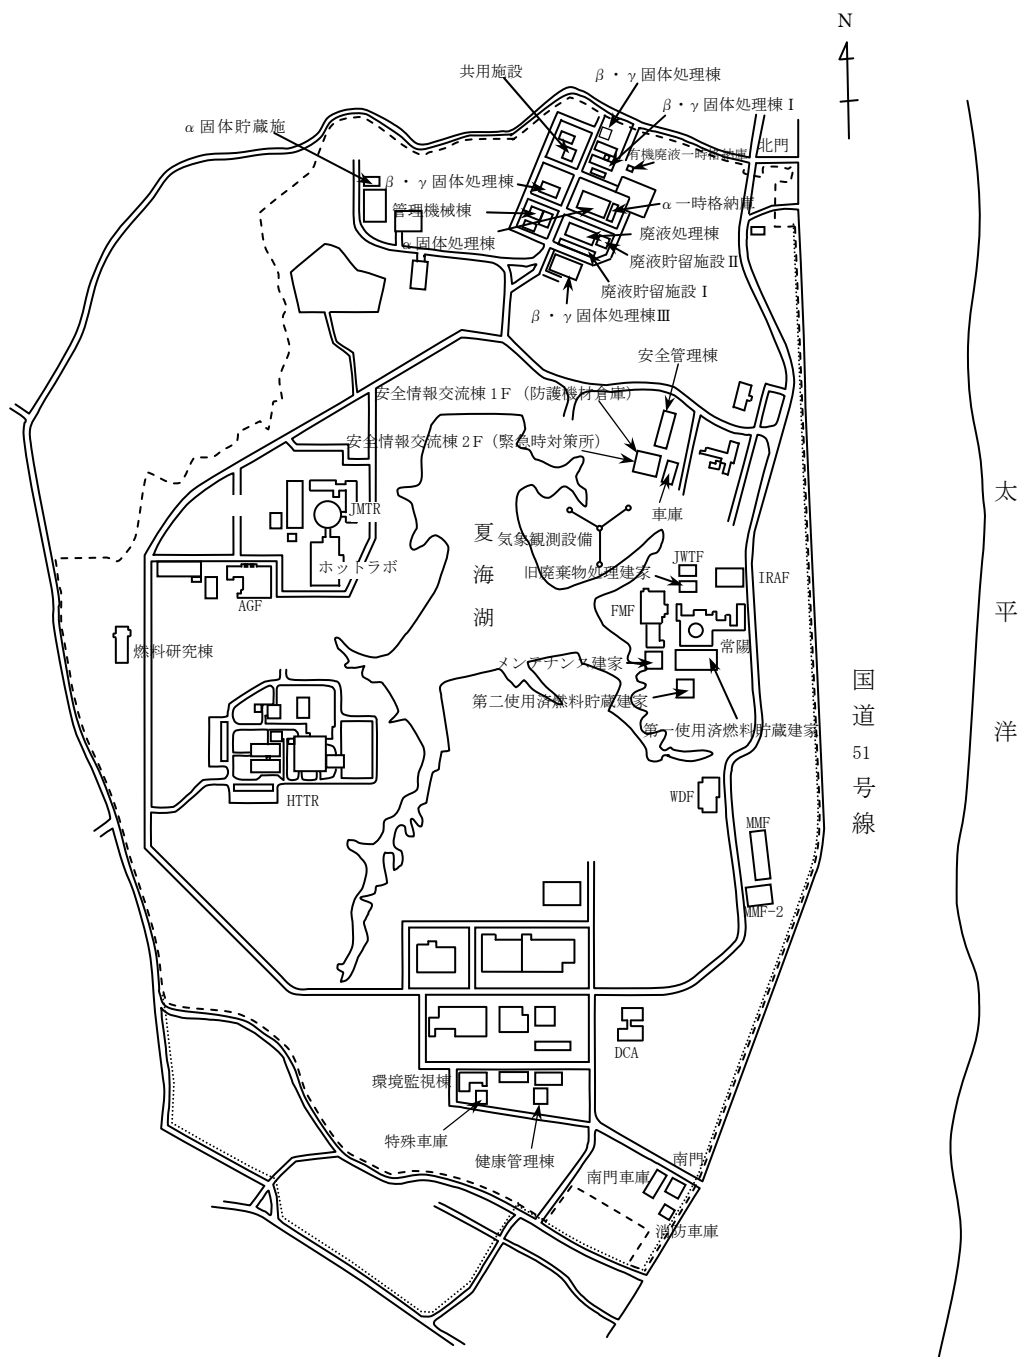 N
共用施設
β・γ固体処理棟
β・γ固体処理棟Ⅰ
α固体貯蔵施
北門
有機廃液一時格納庫
β・γ固体処理棟
α一時格納庫
管理機械棟
廃液処理棟
α固体処理棟
廃液貯留施設Ⅱ
廃液貯留施設Ⅰ
β・γ固体処理棟Ⅲ
安全管理棟
安全情報交流棟1F(防護機材倉庫)
安全情報交流棟2F(緊急時対策所)
車庫
JMTR
気象観測設備
夏海湖
太平洋
ホットラボ
JWTF
旧廃棄物処理建家
IRAF
AGF
FMF
常陽
燃料研究棟
メンテナンス建家
第二使用済燃料貯蔵建家
第一使用済燃料貯蔵建家
国道51号線
HTTR
WDF
MMF
MMF-2
DCA
環境監視棟
特殊車庫
健康管理棟
南門
南門車庫
消防車庫